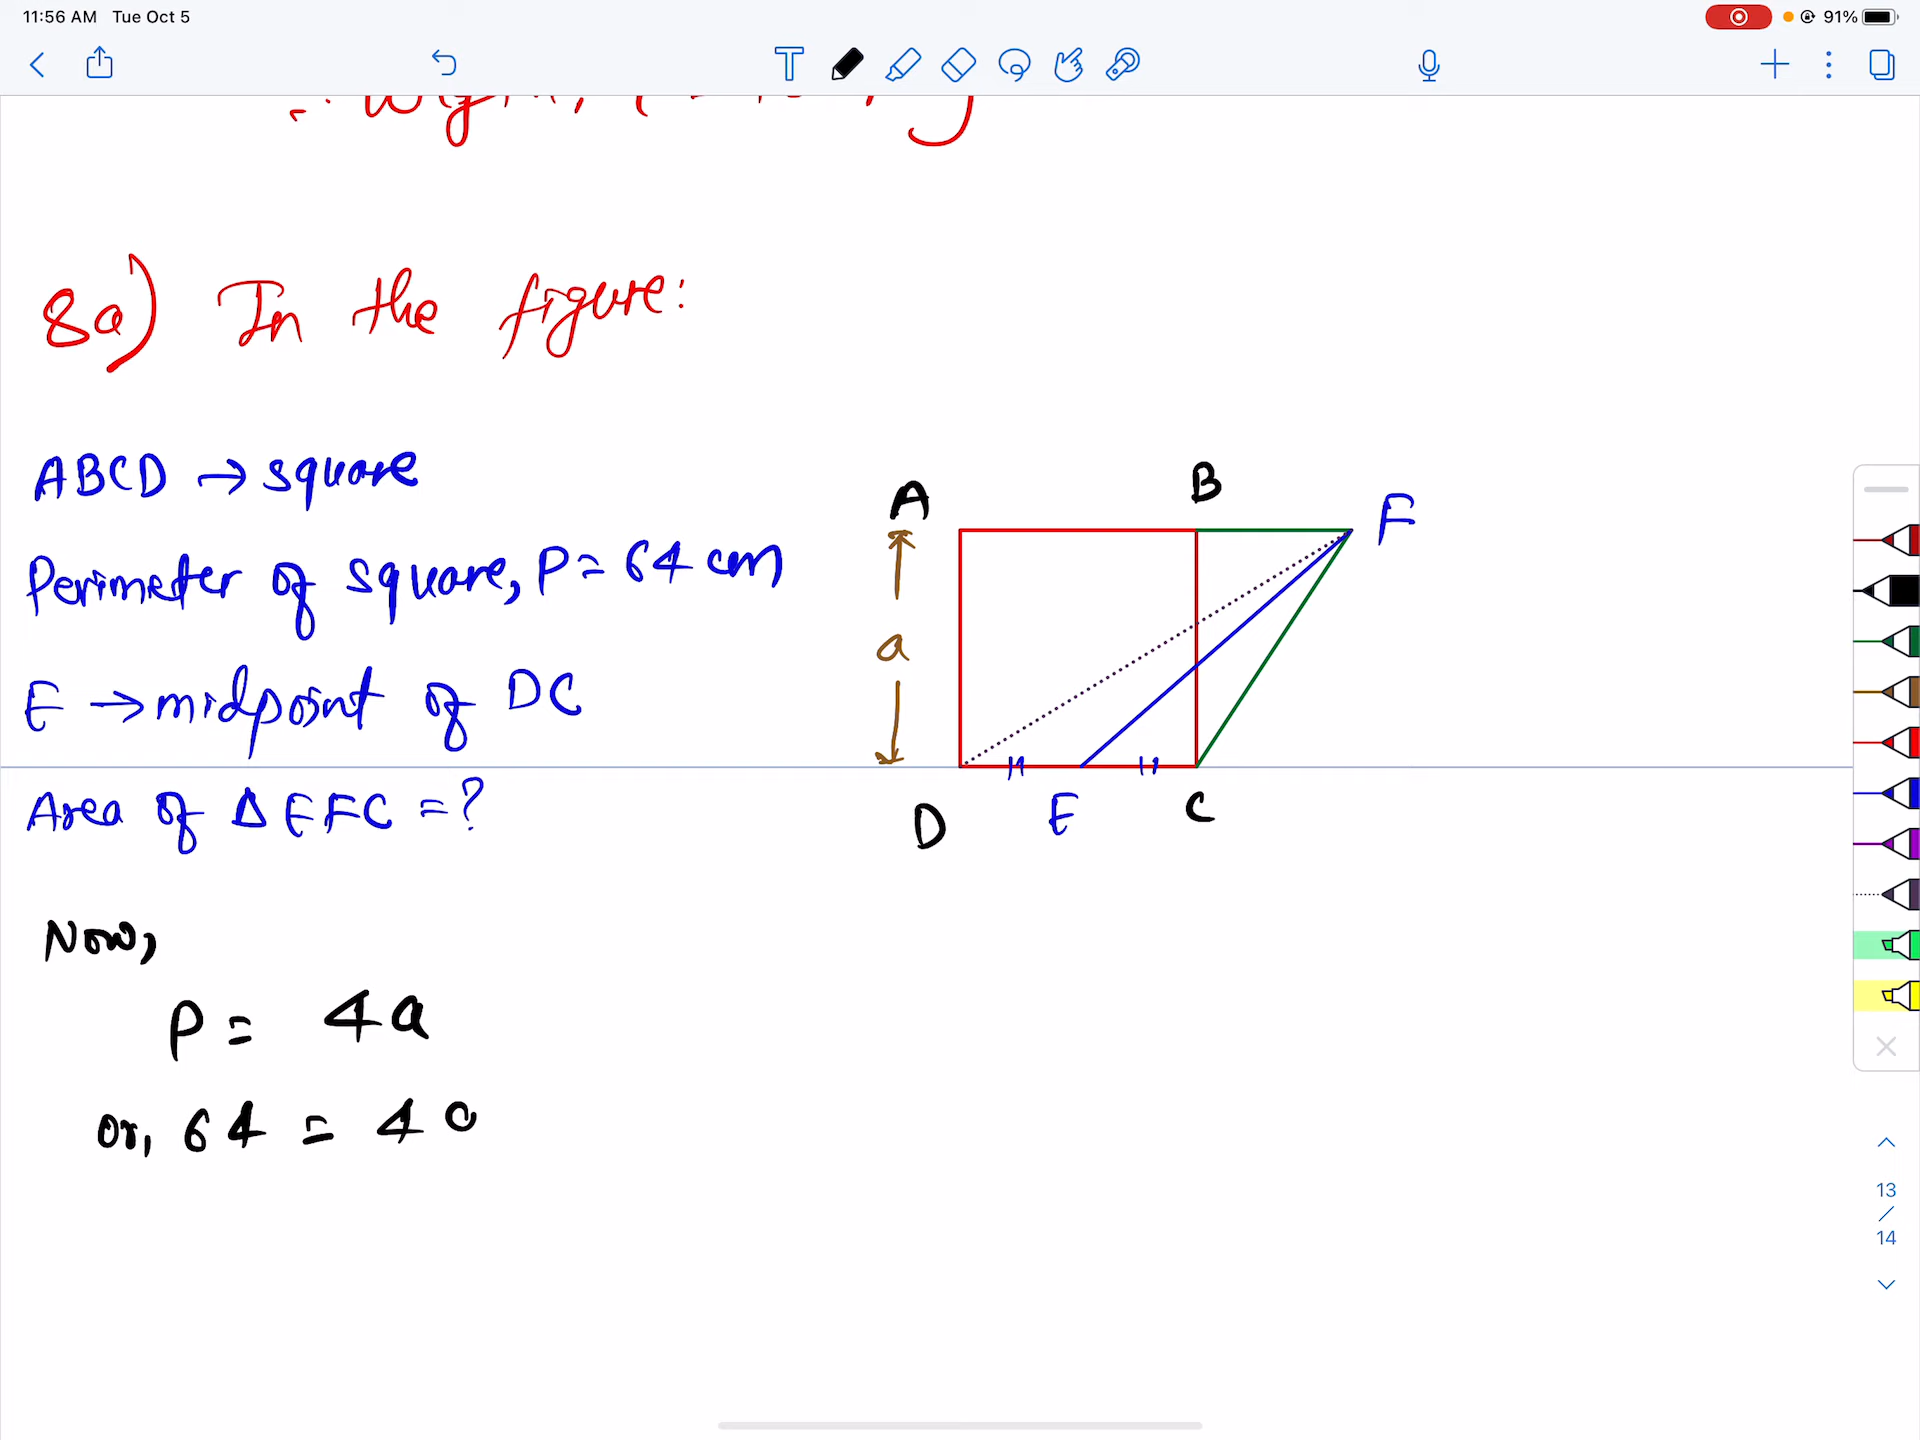 11:56 AM Tue Oct 5
91%
8a) In the figure:
ABCD → square
Perimeter of square, P = 64 cm
E → midpoint of DC
Area of Δ EFC = ?
A
B
F
a
D
E
C
Now,
P = 4a
or, 64 = 4a
13
/
14